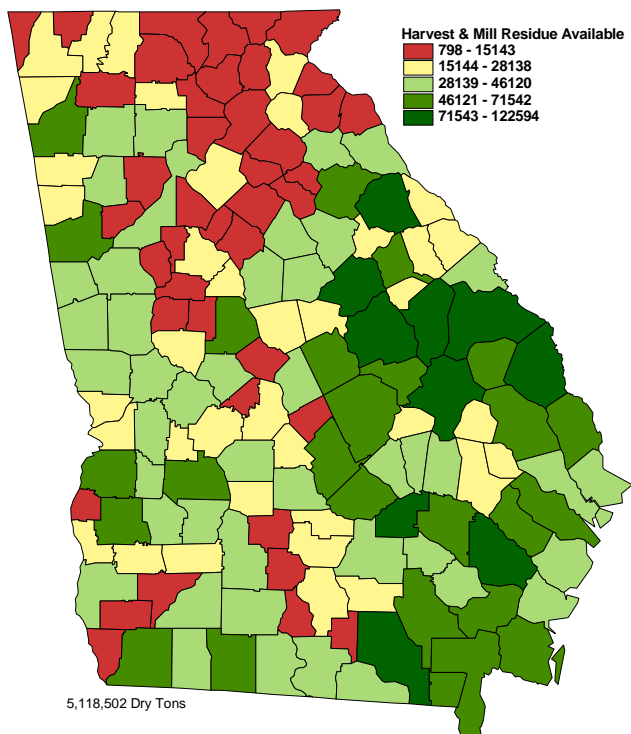 Harvest & Mill Residue Available
798 - 15143
15144 - 28138
28139 - 46120
46121 - 71542
71543 - 122594
5,118,502 Dry Tons